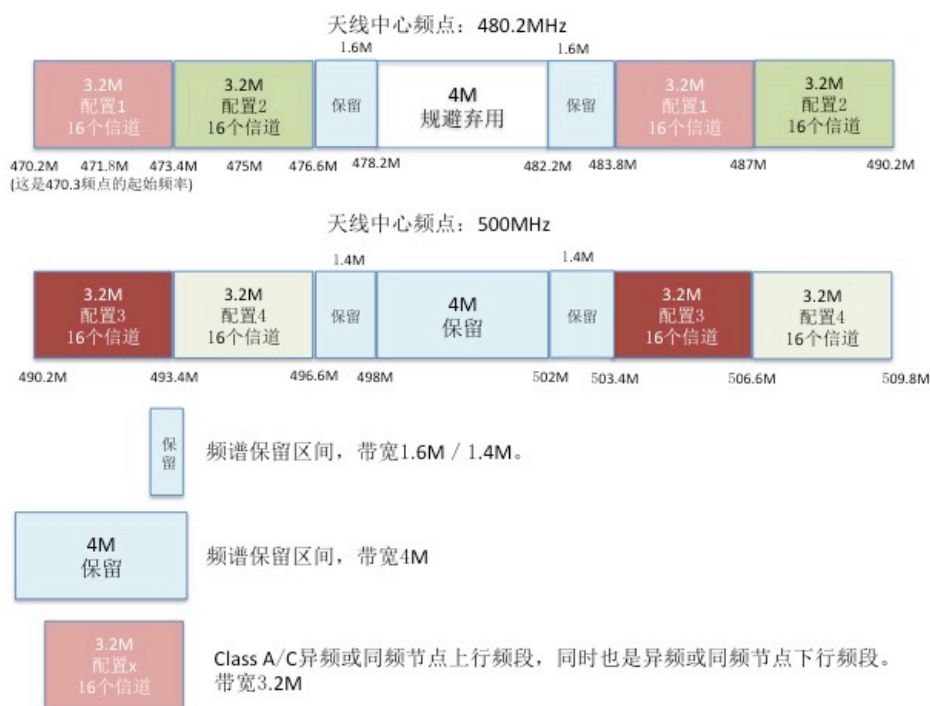 天线中心频点：480.2MHz
1.6M 1.6M
3.2M 3.2M 4M 3.2M 3.2M
配置1 配置2 保留 规避弃用 保留 配置1 配置2
16个信道 16个信道 16个信道 16个信道
470.2M 471.8M 473.4M 475M 476.6M 478.2M 482.2M 483.8M 487M 490.2M
(这是470.3频点的起始频率)
天线中心频点：500MHz
1.4M 1.4M
3.2M 3.2M 4M 3.2M 3.2M
配置3 配置4 保留 保留 保留 配置3 配置4
16个信道 16个信道 16个信道 16个信道
490.2M 493.4M 496.6M 498M 502M 503.4M 506.6M 509.8M
保
留
频谱保留区间，带宽1.6M / 1.4M。
4M
保留
频谱保留区间，带宽4M
3.2M
配置x
16个信道
Class A/C异频或同频节点上行频段，同时也是异频或同频节点下行频段。
带宽3.2M